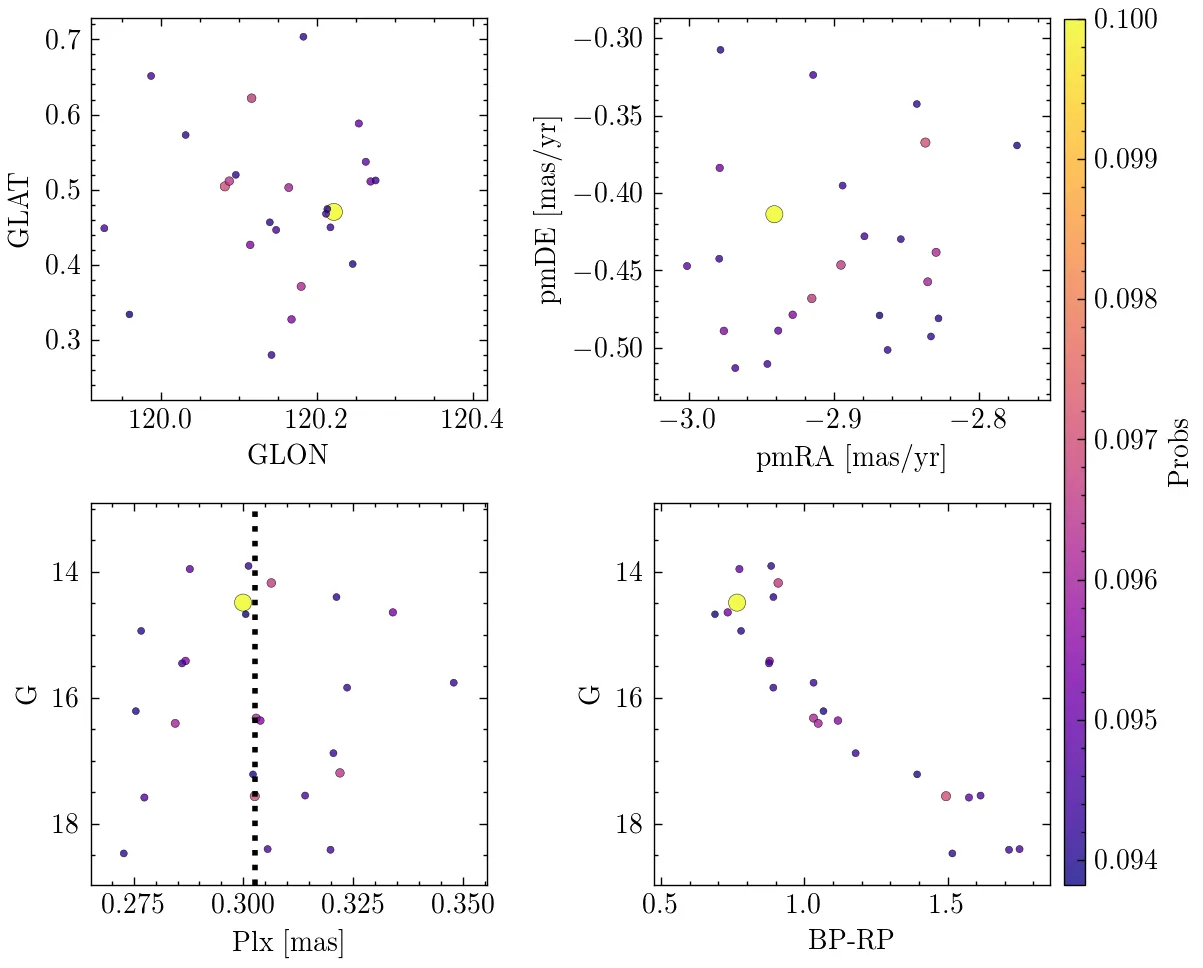 0.7
0.6
0.5
0.4
0.3
GLAT
120.0 120.2 120.4
GLON
−0.30
−0.35
−0.40
−0.45
−0.50
pmDE [mas/yr]
−3.0 −2.9 −2.8
pmRA [mas/yr]
14
16
18
G
0.275 0.300 0.325 0.350
Plx [mas]
14
16
18
G
0.5 1.0 1.5
BP-RP
0.100
0.099
0.098
0.097
0.096
0.095
0.094
Probs